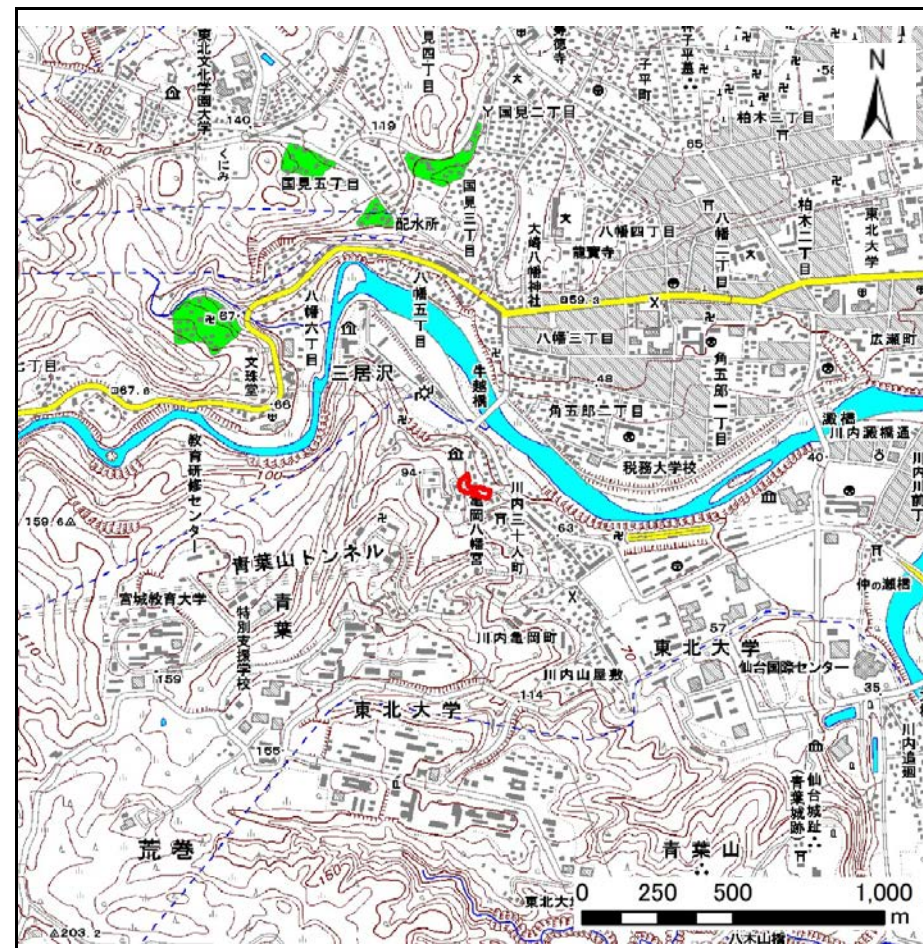 見四丁目
東北文化学園大学
子平町
N
柏木三丁目
国見二丁目
140
119
150
くにみ
国見五丁目
65
国見三丁目
配水所
大崎八幡神社
龍寶寺
八幡四丁目
八幡二丁目
柏木二丁目
東北大学
59.3
八幡六丁目
八幡五丁目
67
八幡三丁目
広瀬町
文珠堂
三居沢
牛越橋
48
角五郎一丁目
67.8
66
角五郎二丁目
澱橋
川内澱橋通
教育研修センター
100
94
税務大学校
40
159.6
亀岡八幡宮
川内三十人町
63
青葉山トンネル
仲の瀬橋
宮城教育大学
特別支援学校
青葉
川内亀岡町
57
東北大学
仙台国際センター
川内山屋敷
70
159
35
114
東北大学
川内追廻
155
仙台城址
青葉城跡
荒巻
150
青葉山
0 250 500 1,000
m
203.2
八木山橋